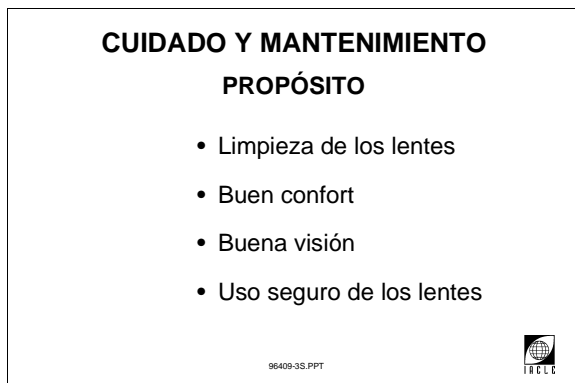 CUIDADO Y MANTENIMIENTO
PROPÓSITO
• Limpieza de los lentes
• Buen confort
• Buena visión
• Uso seguro de los lentes
96409-3S.PPT
IACLE